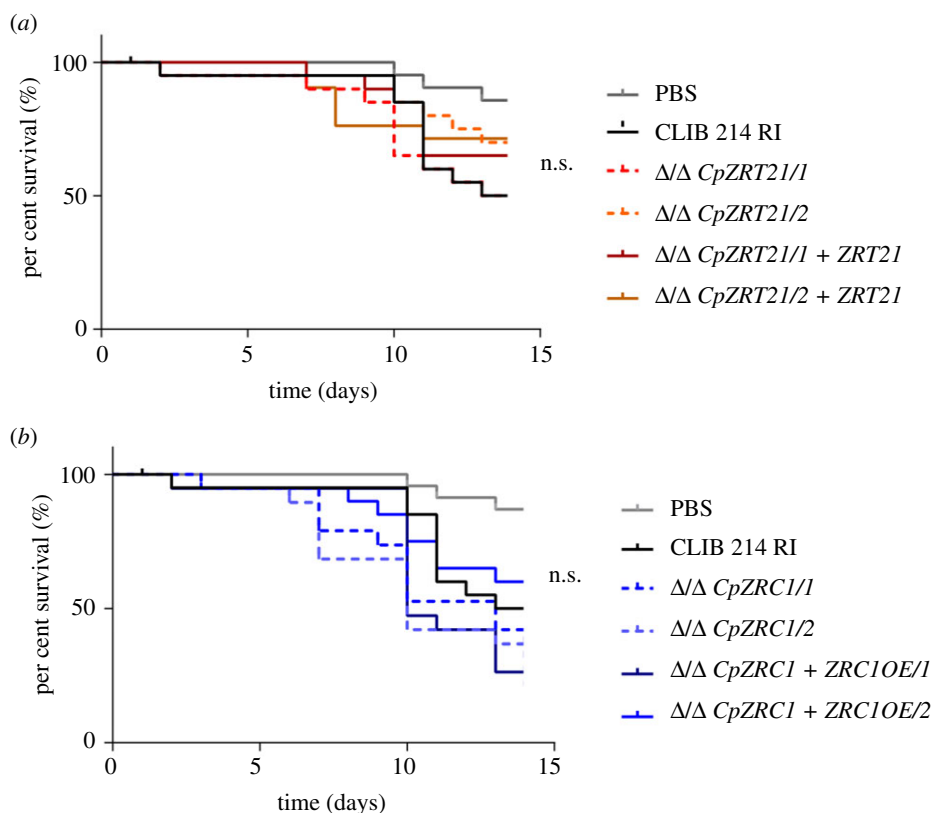 (a)
100
50
0
per cent survival (%)
0 5 10 15
time (days)
n.s.
PBS
CLIB 214 RI
Δ/Δ CpZRT21/1
Δ/Δ CpZRT21/2
Δ/Δ CpZRT21/1 + ZRT21
Δ/Δ CpZRT21/2 + ZRT21
(b)
100
50
0
per cent survival (%)
0 5 10 15
time (days)
n.s.
PBS
CLIB 214 RI
Δ/Δ CpZRC1/1
Δ/Δ CpZRC1/2
Δ/Δ CpZRC1 + ZRC1OE/1
Δ/Δ CpZRC1 + ZRC1OE/2